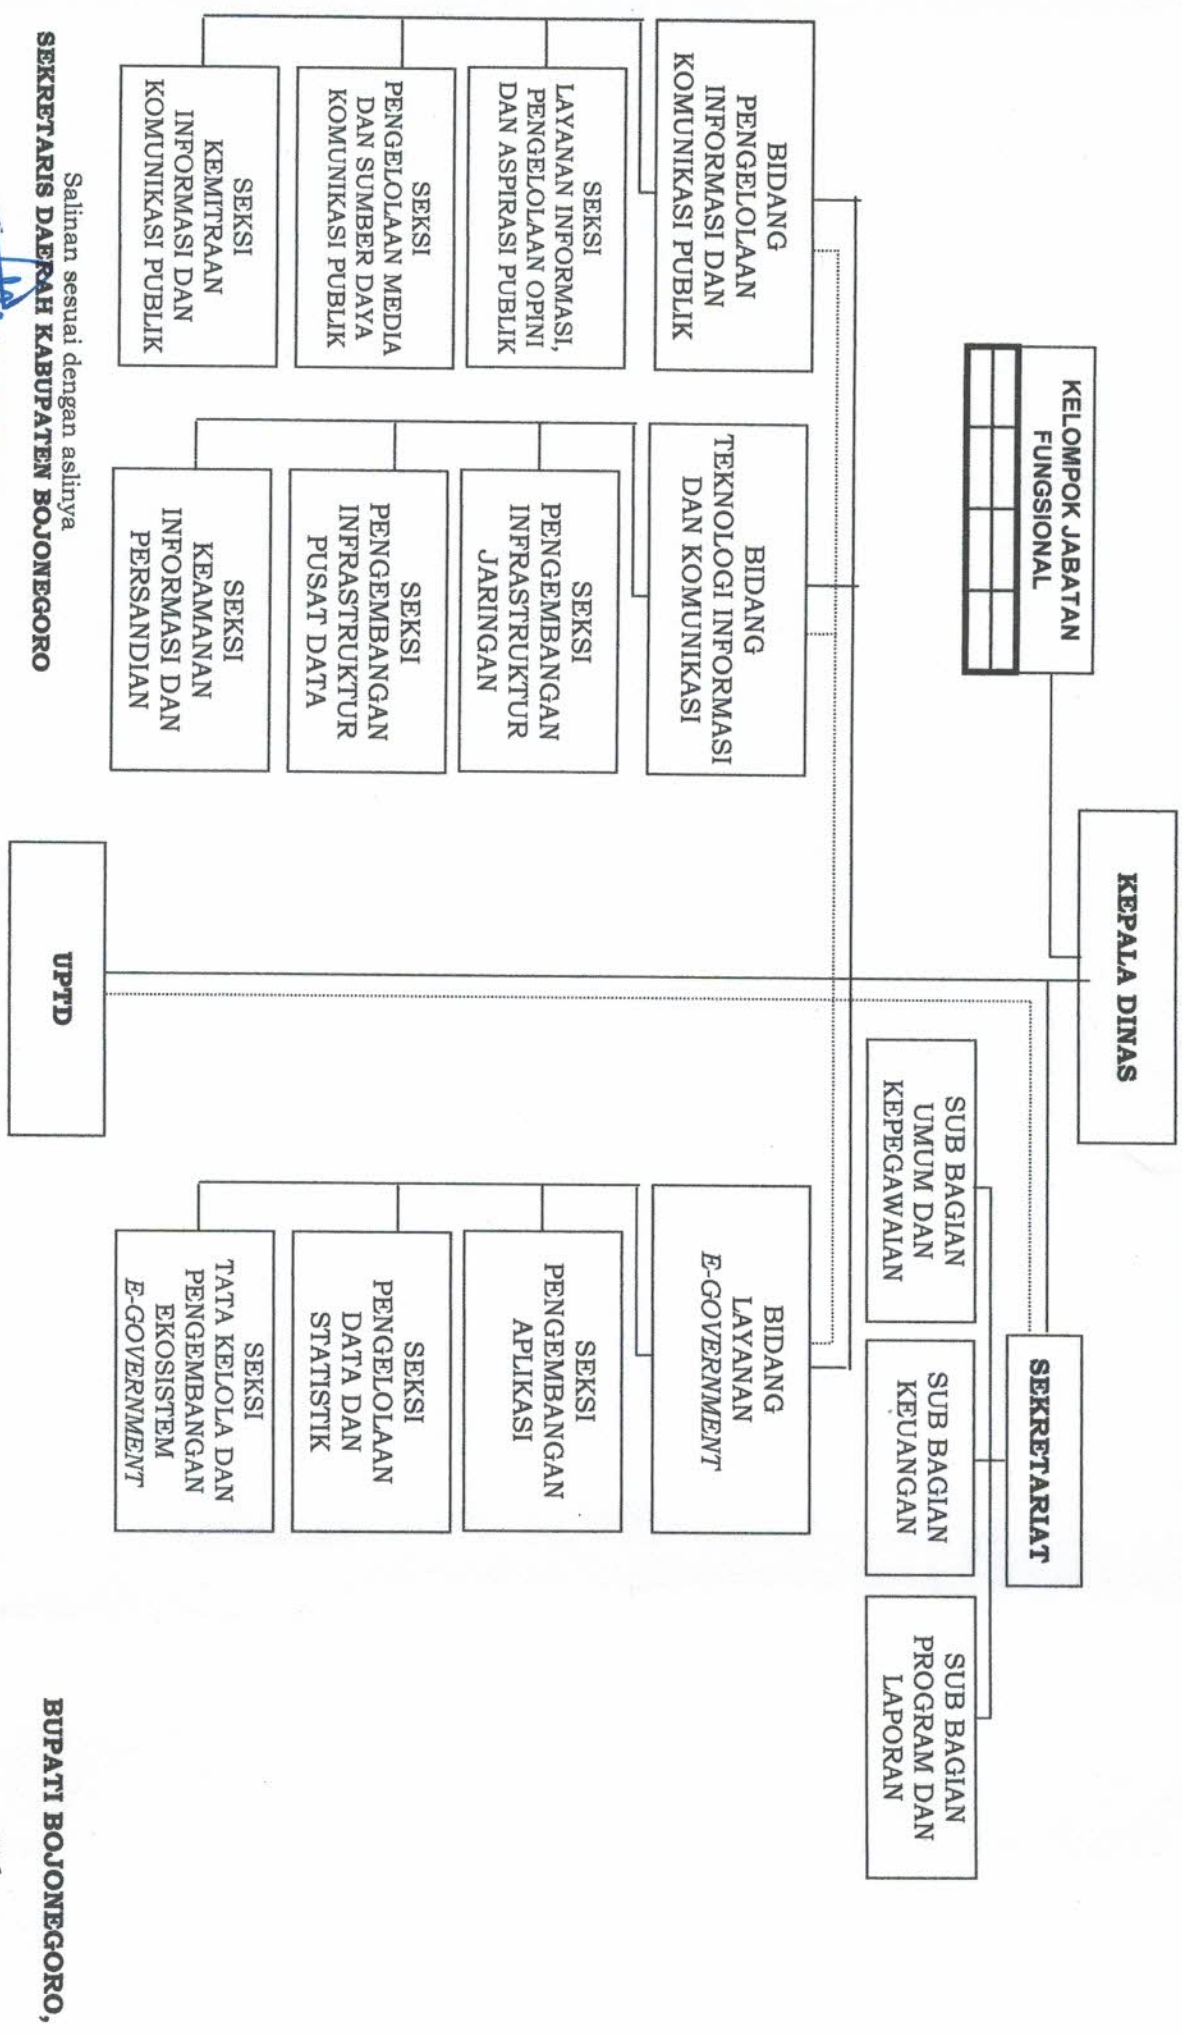 KEPALA DINAS
KELOMPOK JABATAN
FUNGSIONAL
SEKRETARIAT
SUB BAGIAN
UMUM DAN
KEPEGAWAIAN
SUB BAGIAN
KEUANGAN
SUB BAGIAN
PROGRAM DAN
LAPORAN
BIDANG
PENGELOLAAN
INFORMASI DAN
KOMUNIKASI PUBLIK
SEKSI
LAYANAN INFORMASI,
PENGELOLAAN OPINI
DAN ASPIRASI PUBLIK
SEKSI
PENGELOLAAN MEDIA
DAN SUMBER DAYA
KOMUNIKASI PUBLIK
SEKSI
KEMITRAAN
INFORMASI DAN
KOMUNIKASI PUBLIK
BIDANG
TEKNOLOGI INFORMASI
DAN KOMUNIKASI
SEKSI
PENGEMBANGAN
INFRASTRUKTUR
JARINGAN
SEKSI
PENGEMBANGAN
INFRASTRUKTUR
PUSAT DATA
SEKSI
KEAMANAN
INFORMASI DAN
PERSANDIAN
BIDANG
LAYANAN
E-GOVERNMENT
SEKSI
PENGEMBANGAN
APLIKASI
SEKSI
PENGELOLAAN
DATA DAN
STATISTIK
SEKSI
TATA KELOLA DAN
PENGEMBANGAN
EKOSISTEM
E-GOVERNMENT
UPTD
Salinan sesuai dengan aslinya
SEKRETARIS DAERAH KABUPATEN BOJONEGORO
BUPATI BOJONEGORO,